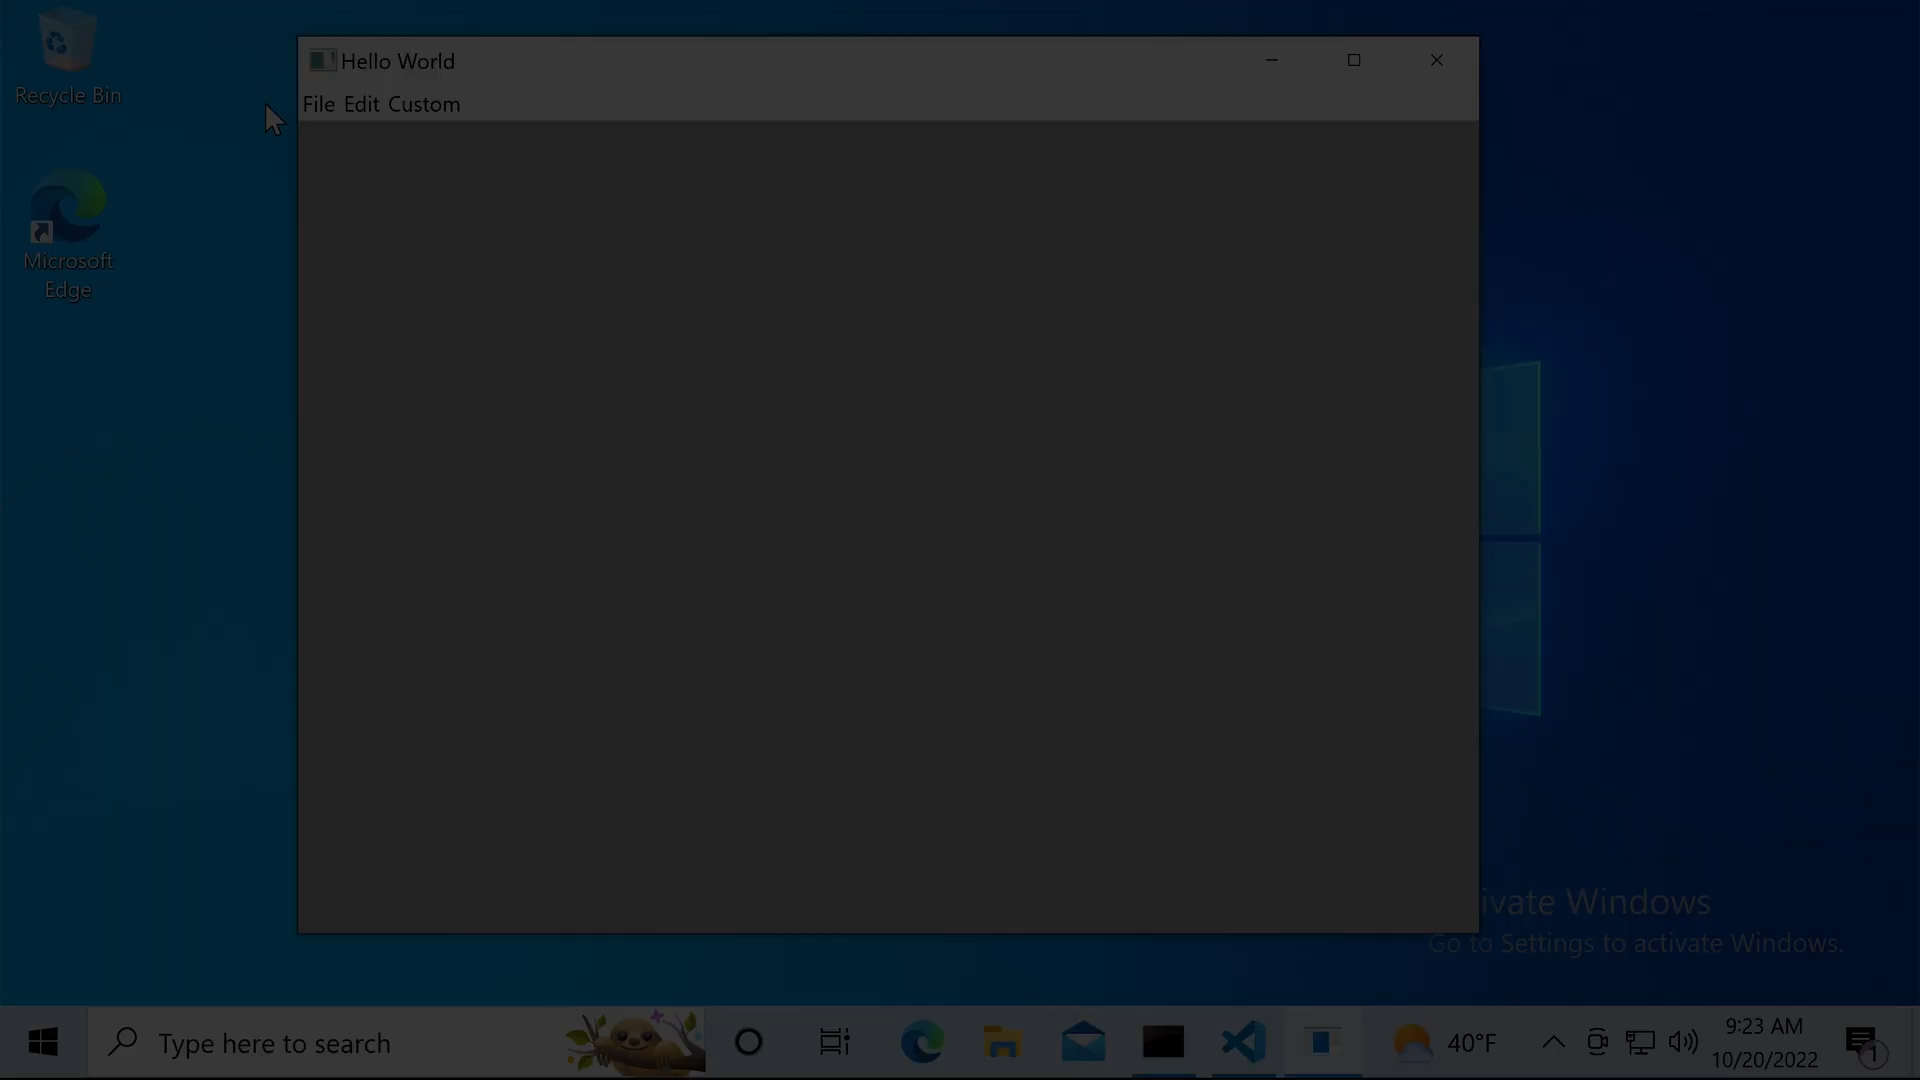 Recycle Bin
Microsoft
Edge
Hello World
File Edit Custom
ivate Windows
Go to Settings to activate Windows.
Type here to search
40°F
9:23 AM
10/20/2022
1